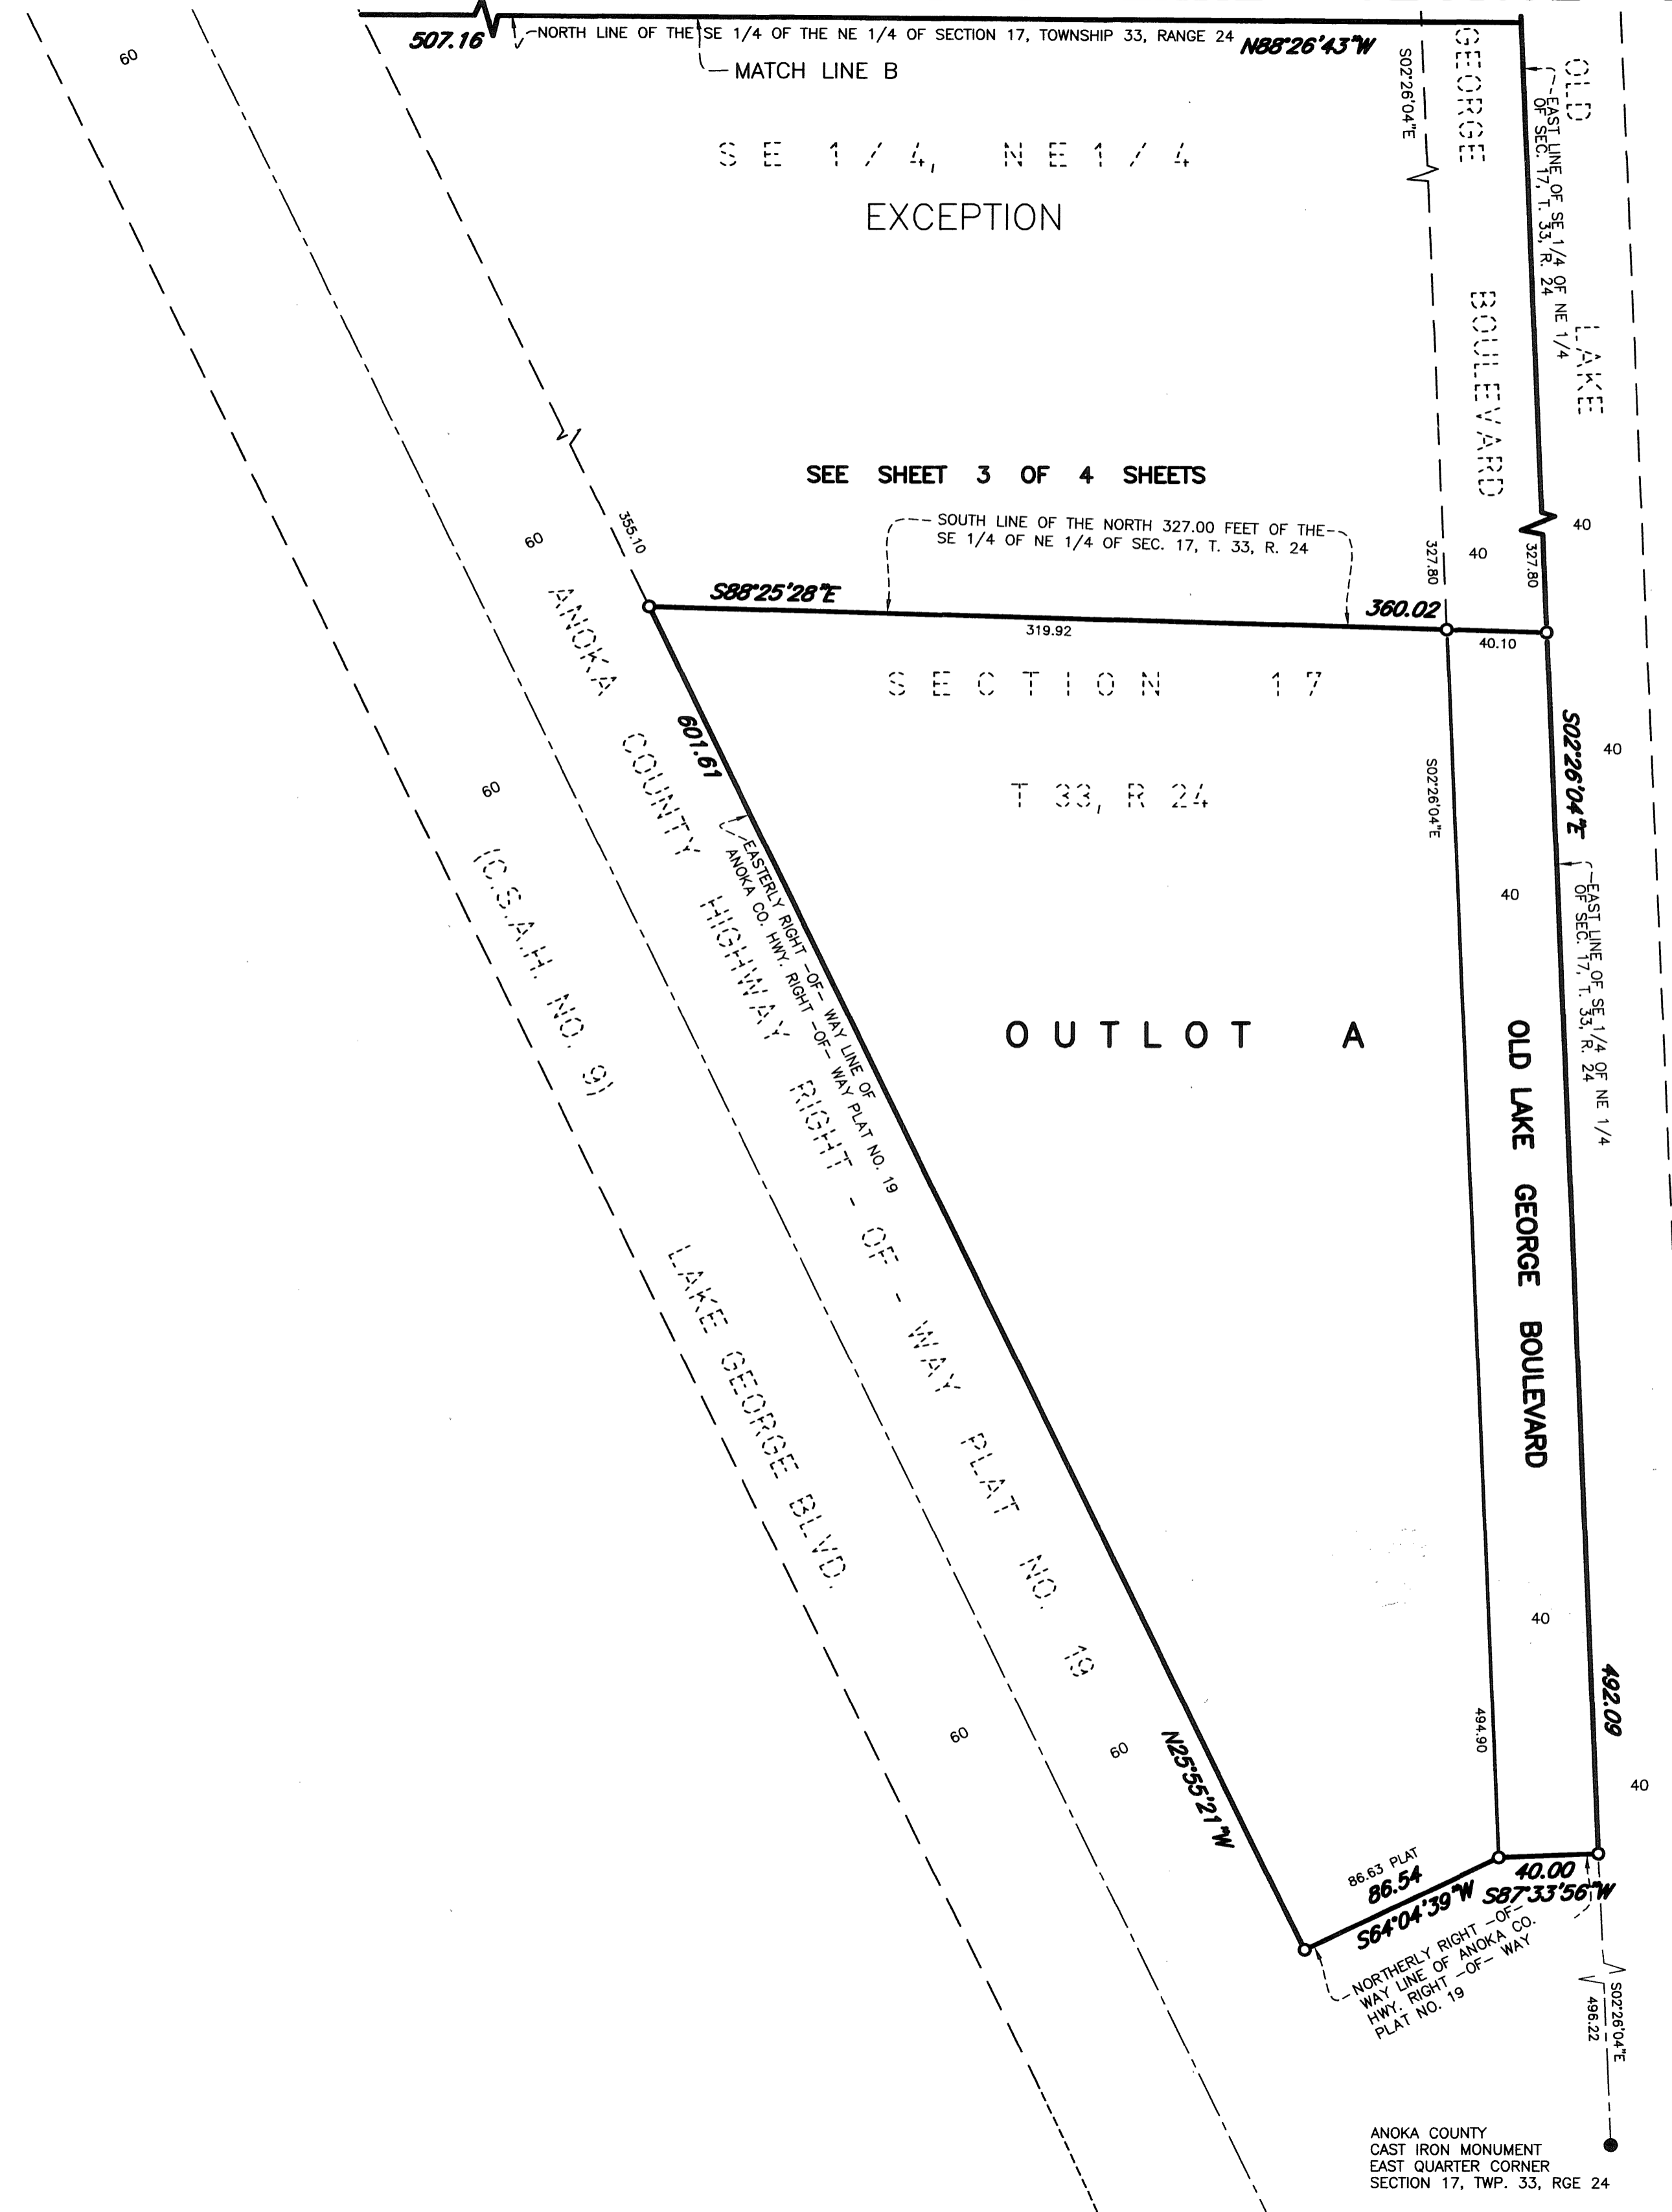 507.16
NORTH LINE OF THE SE 1/4 OF THE NE 1/4 OF SECTION 17, TOWNSHIP 33, RANGE 24
N88°26'43"W
MATCH LINE B
60
S02°26'04"E
GEORGE
OLD
EAST LINE OF SE 1/4 OF NE 1/4
OF SEC. 17, T. 33, R. 24
SE 1/4, NE1/4
EXCEPTION
BOULEVARD
LAKE
SEE SHEET 3 OF 4 SHEETS
355.10
60
SOUTH LINE OF THE NORTH 327.00 FEET OF THE
SE 1/4 OF NE 1/4 OF SEC. 17, T. 33, R. 24
327.80
40
327.80
40
S88°25'28"E
360.02
319.92
40.10
SECTION 17
T 33, R 24
601.61
ANOKA COUNTY HIGHWAY RIGHT - OF - WAY PLAT NO. 19
60
(C.S.A.H. NO. 9)
EASTERLY RIGHT -OF- WAY LINE OF
ANOKA CO. HWY. RIGHT -OF- WAY PLAT NO. 19
S02°26'04"E
S02°26'04"E
40
40
EAST LINE OF SE 1/4 OF NE 1/4
OF SEC. 17, T. 33, R. 24
OUTLOT A
OLD LAKE GEORGE BOULEVARD
LAKE GEORGE BLVD.
40
492.09
494.90
60
60
N25°55'21"W
40
86.63 PLAT
86.54
S64°04'39"W
40.00
S87°33'56"W
NORTHERLY RIGHT -OF-
WAY LINE OF ANOKA CO.
HWY. RIGHT -OF- WAY
PLAT NO. 19
S02°26'04"E
496.22
ANOKA COUNTY
CAST IRON MONUMENT
EAST QUARTER CORNER
SECTION 17, TWP. 33, RGE 24